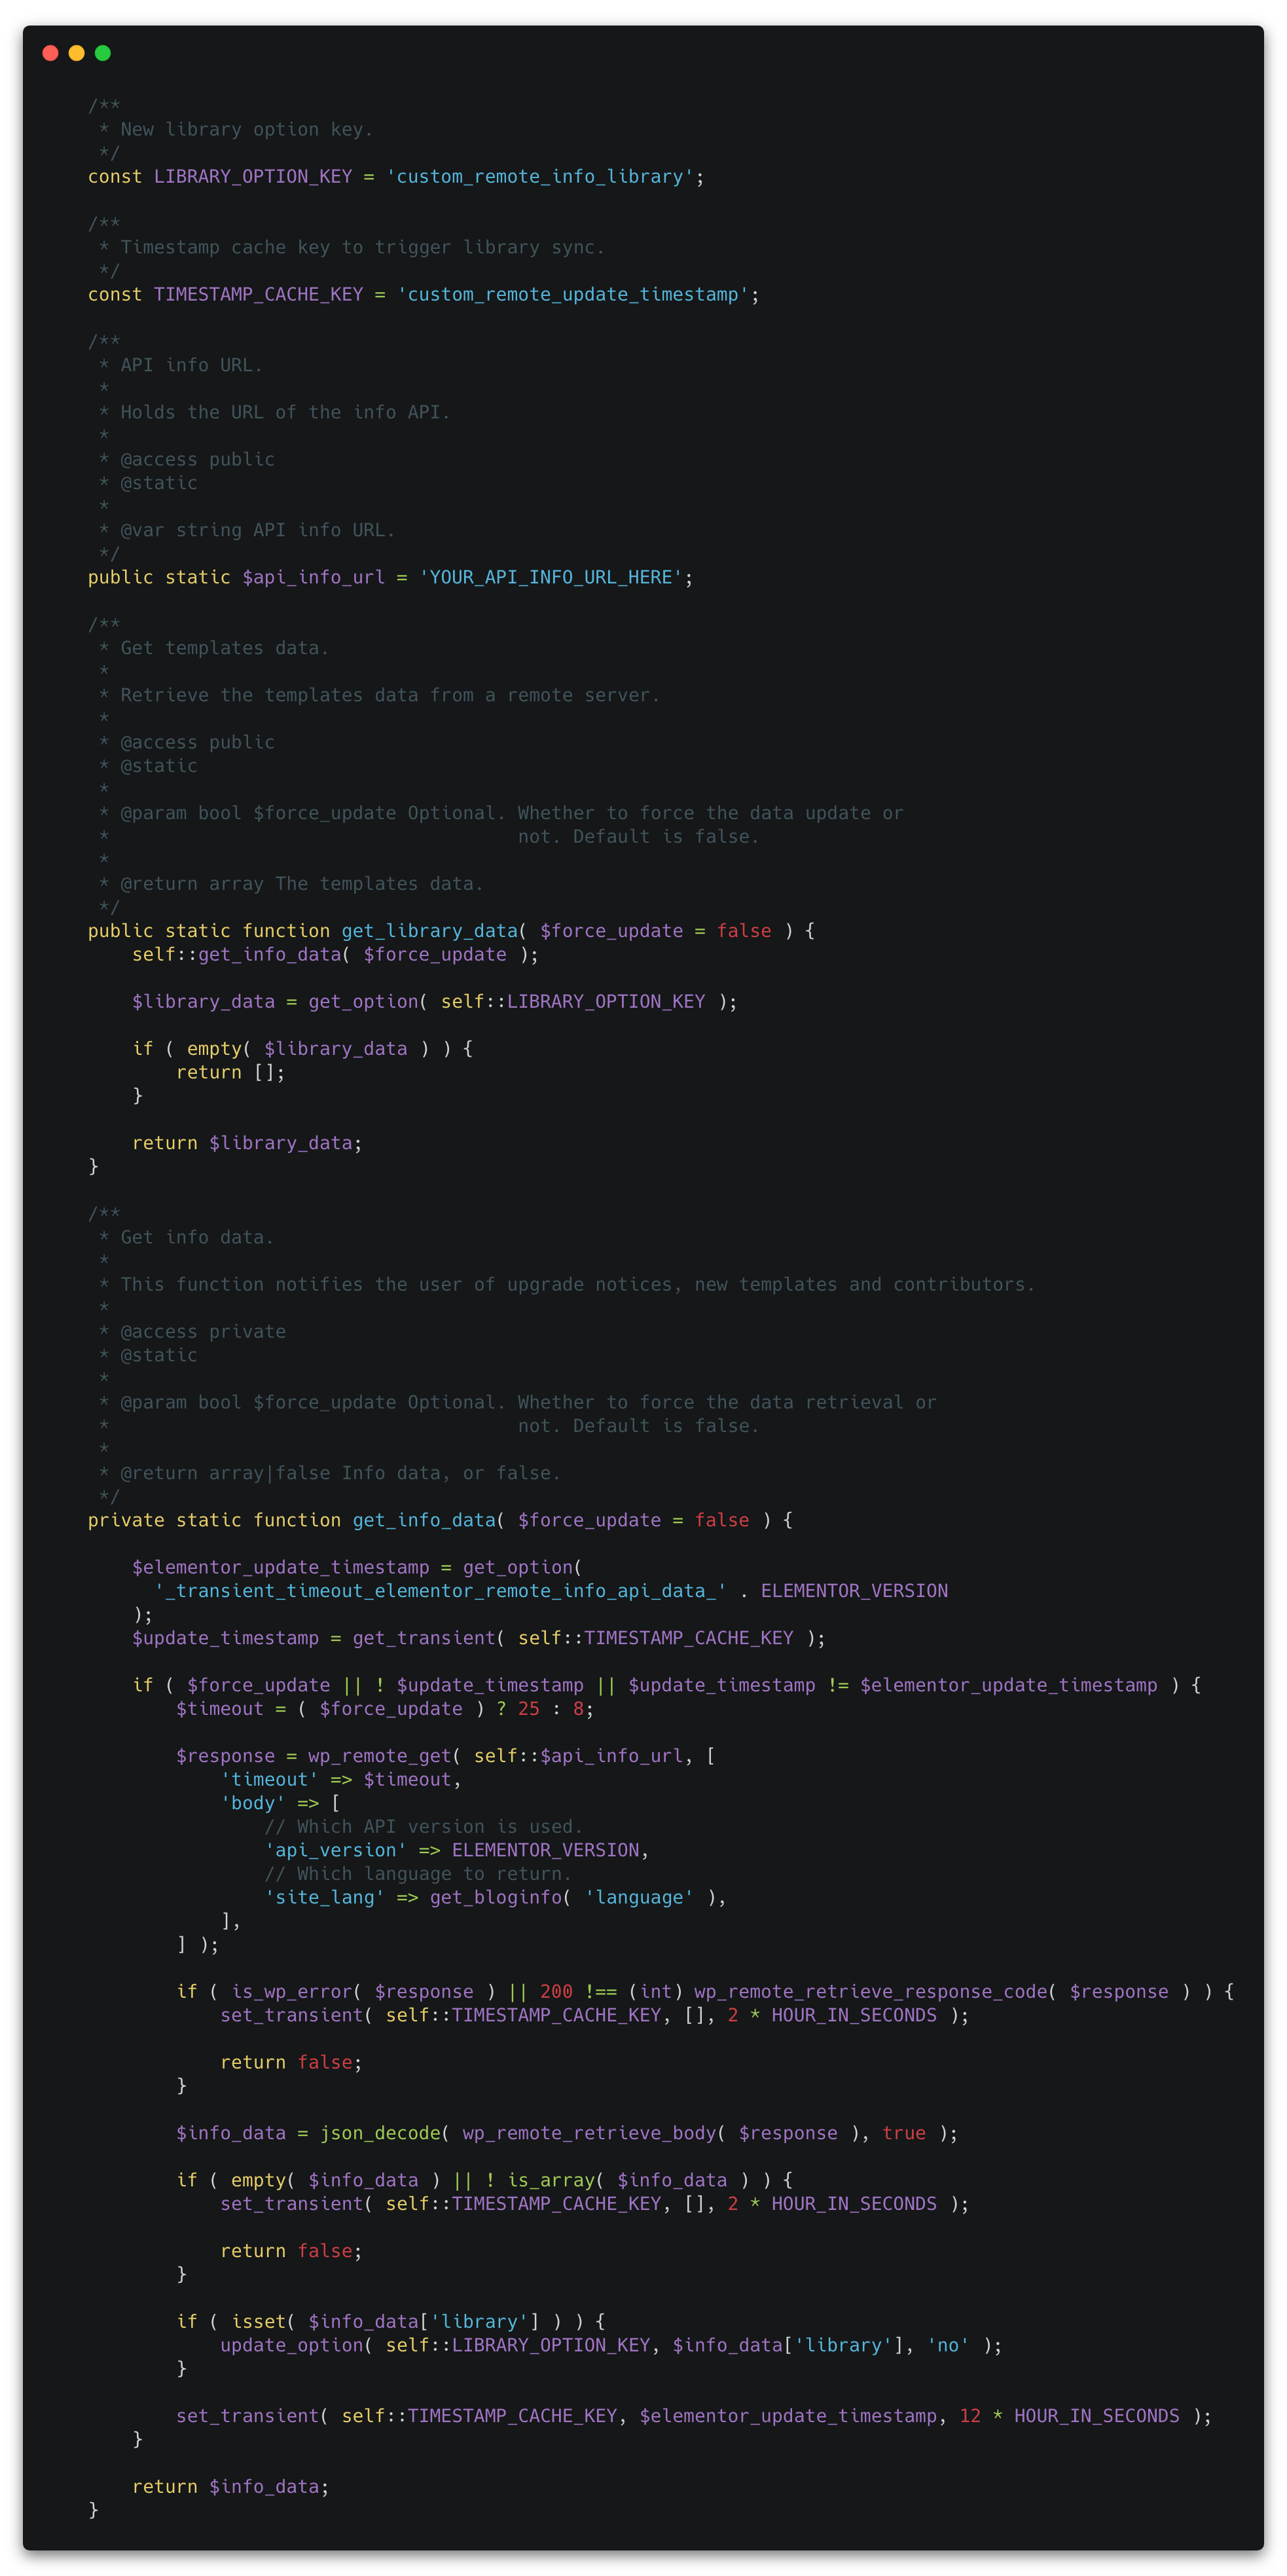 /**
 * New library option key.
 */
const LIBRARY_OPTION_KEY = 'custom_remote_info_library';

/**
 * Timestamp cache key to trigger library sync.
 */
const TIMESTAMP_CACHE_KEY = 'custom_remote_update_timestamp';

/**
 * API info URL.
 *
 * Holds the URL of the info API.
 *
 * @access public
 * @static
 *
 * @var string API info URL.
 */
public static $api_info_url = 'YOUR_API_INFO_URL_HERE';

/**
 * Get templates data.
 *
 * Retrieve the templates data from a remote server.
 *
 * @access public
 * @static
 *
 * @param bool $force_update Optional. Whether to force the data update or
 *                                     not. Default is false.
 *
 * @return array The templates data.
 */
public static function get_library_data( $force_update = false ) {
    self::get_info_data( $force_update );

    $library_data = get_option( self::LIBRARY_OPTION_KEY );

    if ( empty( $library_data ) ) {
        return [];
    }

    return $library_data;
}

/**
 * Get info data.
 *
 * This function notifies the user of upgrade notices, new templates and contributors.
 *
 * @access private
 * @static
 *
 * @param bool $force_update Optional. Whether to force the data retrieval or
 *                                     not. Default is false.
 *
 * @return array|false Info data, or false.
 */
private static function get_info_data( $force_update = false ) {

    $elementor_update_timestamp = get_option(
      '_transient_timeout_elementor_remote_info_api_data_' . ELEMENTOR_VERSION
    );
    $update_timestamp = get_transient( self::TIMESTAMP_CACHE_KEY );

    if ( $force_update || ! $update_timestamp || $update_timestamp != $elementor_update_timestamp ) {
        $timeout = ( $force_update ) ? 25 : 8;

        $response = wp_remote_get( self::$api_info_url, [
            'timeout' => $timeout,
            'body' => [
                // Which API version is used.
                'api_version' => ELEMENTOR_VERSION,
                // Which language to return.
                'site_lang' => get_bloginfo( 'language' ),
            ],
        ] );

        if ( is_wp_error( $response ) || 200 !== (int) wp_remote_retrieve_response_code( $response ) ) {
            set_transient( self::TIMESTAMP_CACHE_KEY, [], 2 * HOUR_IN_SECONDS );

            return false;
        }

        $info_data = json_decode( wp_remote_retrieve_body( $response ), true );

        if ( empty( $info_data ) || ! is_array( $info_data ) ) {
            set_transient( self::TIMESTAMP_CACHE_KEY, [], 2 * HOUR_IN_SECONDS );

            return false;
        }

        if ( isset( $info_data['library'] ) ) {
            update_option( self::LIBRARY_OPTION_KEY, $info_data['library'], 'no' );
        }

        set_transient( self::TIMESTAMP_CACHE_KEY, $elementor_update_timestamp, 12 * HOUR_IN_SECONDS );
    }

    return $info_data;
}